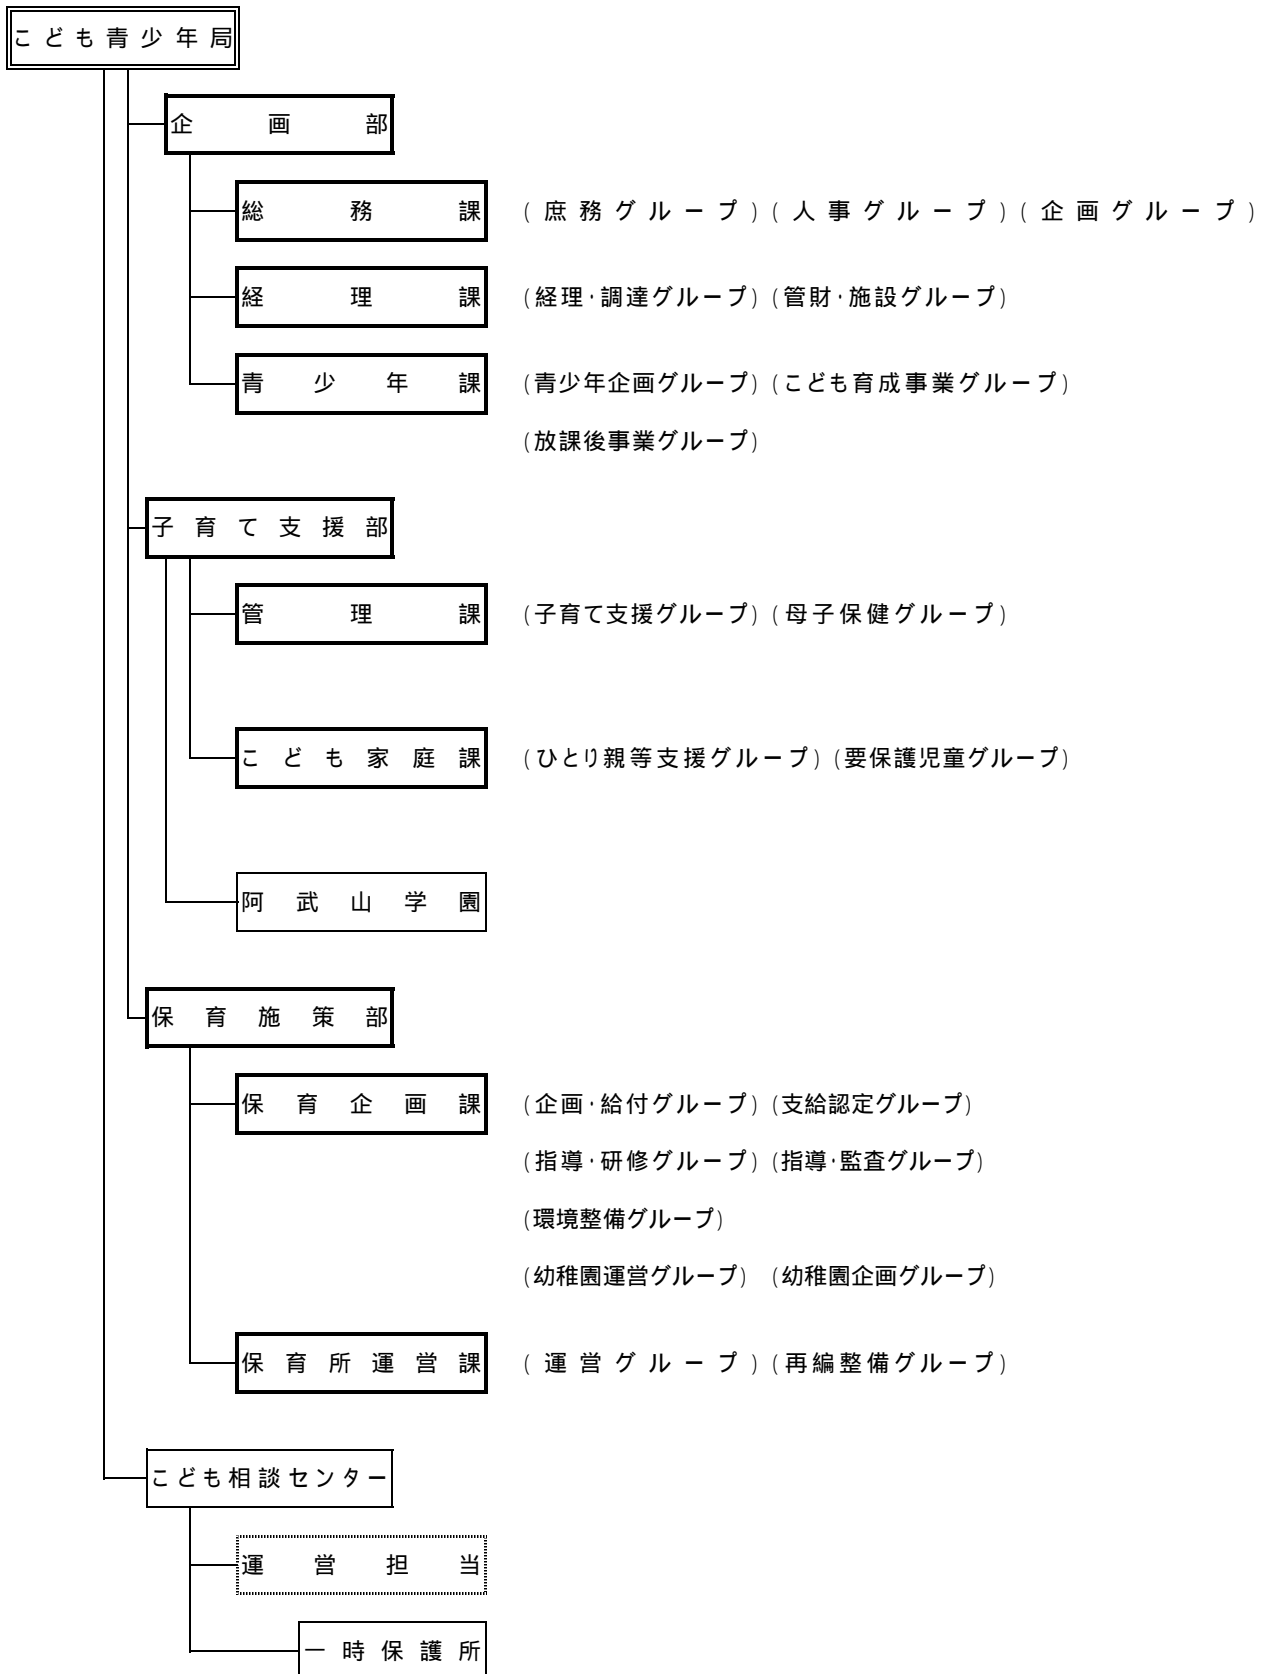 こども青少年局
企画部
総務課 (庶務グループ)(人事グループ)(企画グループ)
経理課 (経理・調達グループ)(管財・施設グループ)
青少年課 (青少年企画グループ)(こども育成事業グループ)
(放課後事業グループ)
子育て支援部
管理課 (子育て支援グループ)(母子保健グループ)
こども家庭課 (ひとり親等支援グループ)(要保護児童グループ)
阿武山学園
保育施策部
保育企画課 (企画・給付グループ)(支給認定グループ)
(指導・研修グループ)(指導・監査グループ)
(環境整備グループ)
(幼稚園運営グループ) (幼稚園企画グループ)
保育所運営課 (運営グループ)(再編整備グループ)
こども相談センター
運営担当
一時保護所